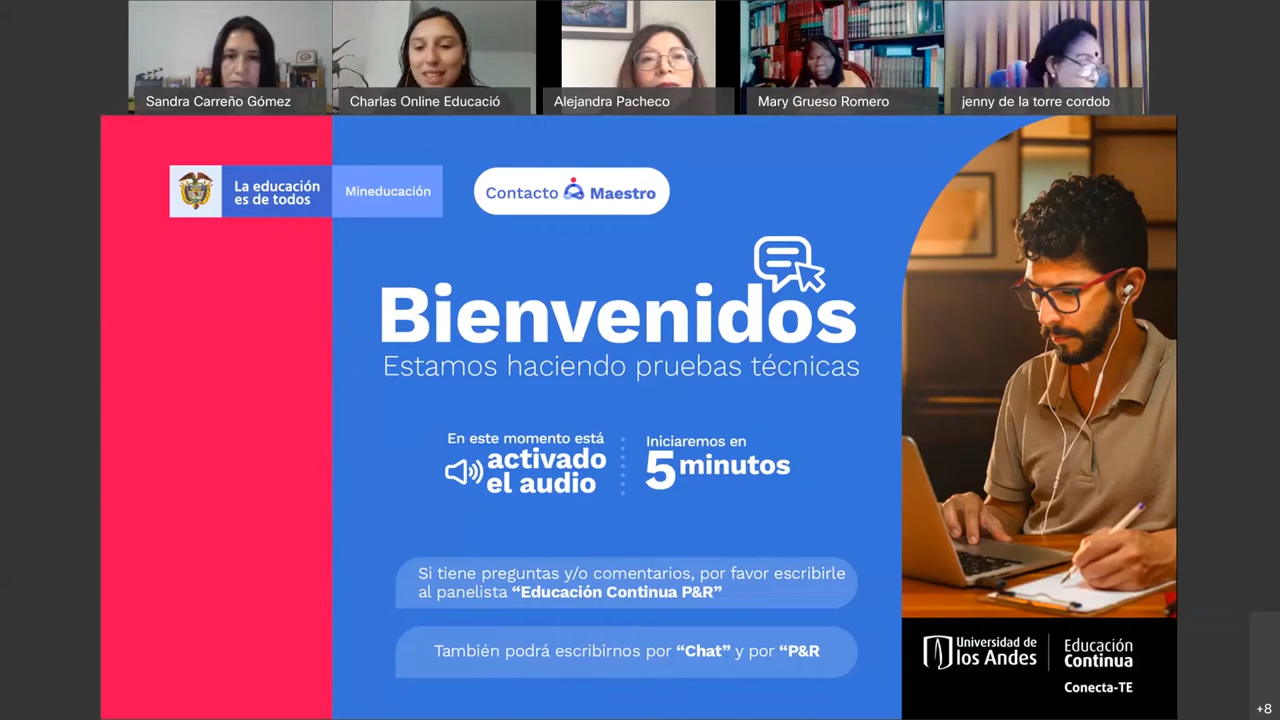 Sandra Carreño Gómez
Charlas Online Educació
Alejandra Pacheco
Mary Grueso Romero
jenny de la torre cordob
La educación
es de todos
Mineducación
Contacto Maestro
Bienvenidos
Estamos haciendo pruebas técnicas
En este momento está
activado
el audio
Iniciaremos en
5 minutos
Si tiene preguntas y/o comentarios, por favor escribirle
al panelista “Educación Continua P&R”
También podrá escribirnos por “Chat” y por “P&R
Universidad de
los Andes
Educación
Continua
Conecta-TE
+8